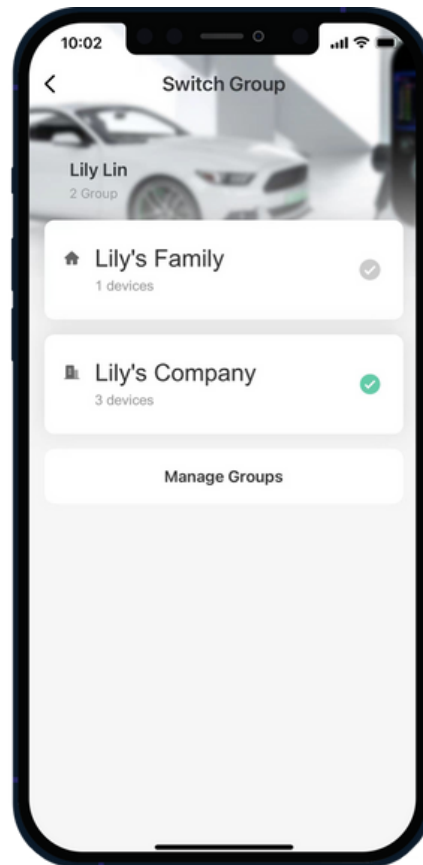 10:02
Switch Group
Lily Lin
2 Group
Lily's Family
1 devices
Lily's Company
3 devices
Manage Groups